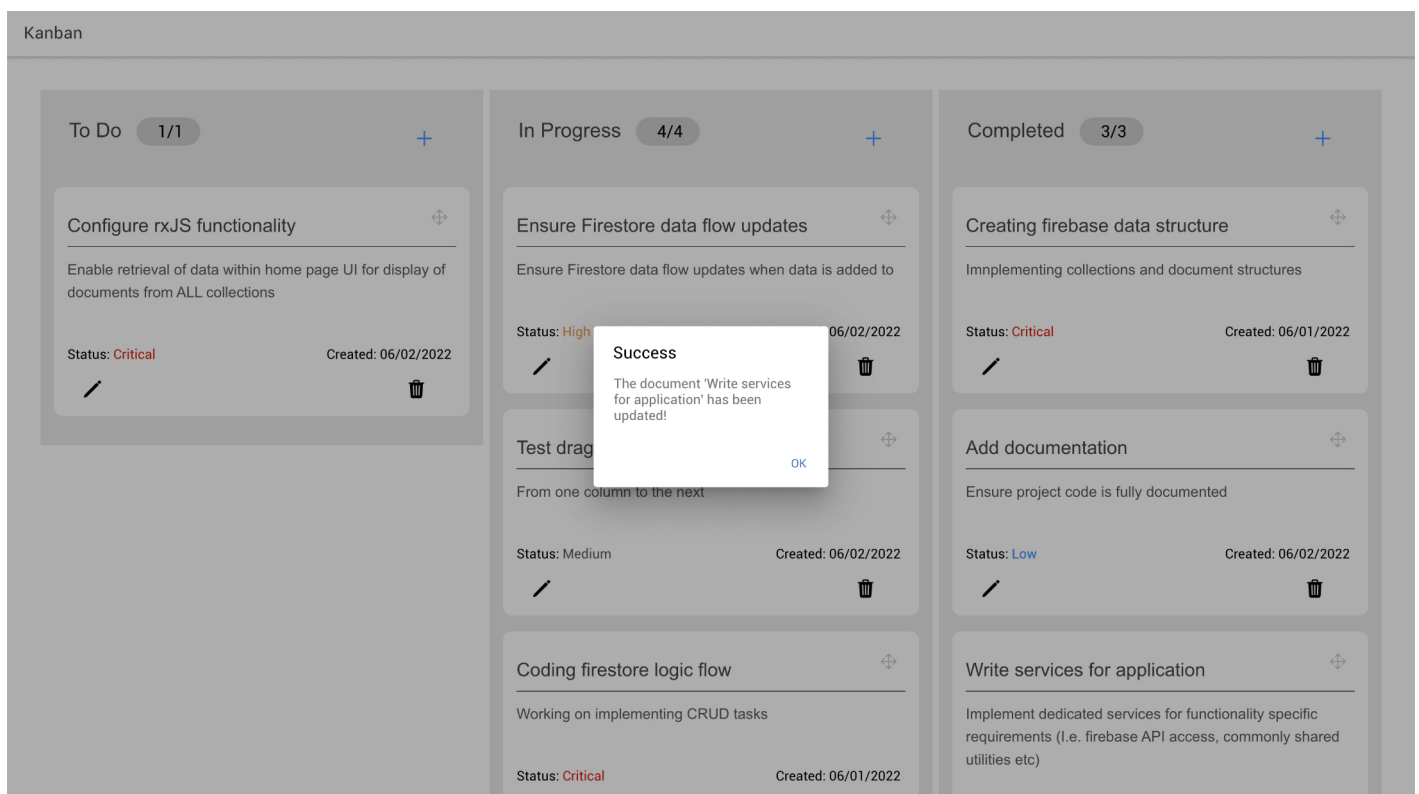 Kanban
To Do 1/1
Configure rxJS functionality
Enable retrieval of data within home page UI for display of
documents from ALL collections
Status: Critical Created: 06/02/2022
In Progress 4/4
Ensure Firestore data flow updates
Ensure Firestore data flow updates when data is added to
Status: High 06/02/2022
Test drag
From one column to the next
Status: Medium Created: 06/02/2022
Coding firestore logic flow
Working on implementing CRUD tasks
Status: Critical Created: 06/01/2022
Completed 3/3
Creating firebase data structure
Imnplementing collections and document structures
Status: Critical Created: 06/01/2022
Add documentation
Ensure project code is fully documented
Status: Low Created: 06/02/2022
Write services for application
Implement dedicated services for functionality specific
requirements (I.e. firebase API access, commonly shared
utilities etc)
Success
The document 'Write services
for application' has been
updated!
OK